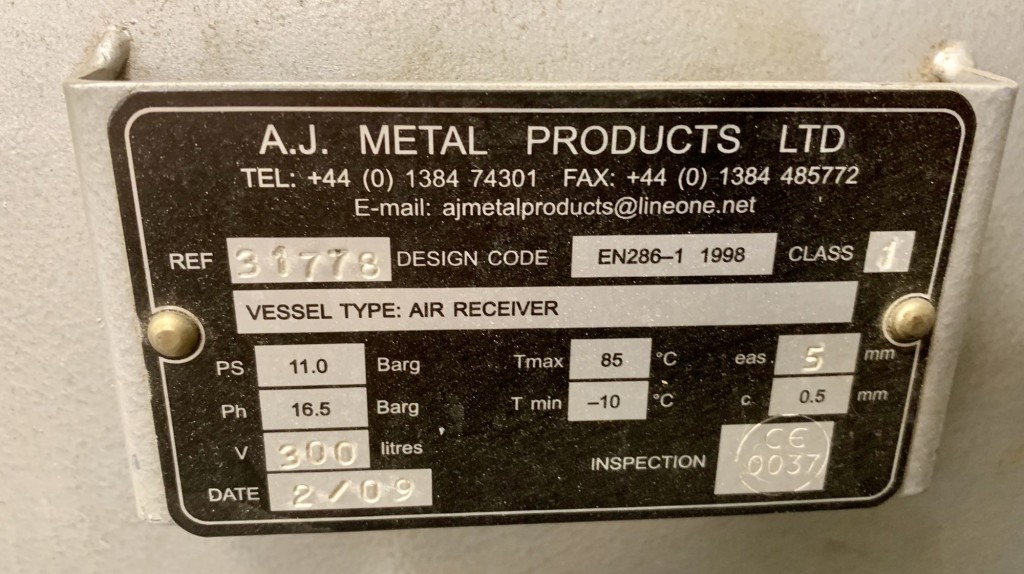 A.J. METAL PRODUCTS LTD
TEL: +44 (0) 1384 74301 FAX: +44 (0) 1384 485772
E-mail: ajmetalproducts@lineone.net
REF 31778 DESIGN CODE EN286–1 1998 CLASS 1
VESSEL TYPE: AIR RECEIVER
PS 11.0 Barg Tmax 85 °C eas. 5 mm
Ph 16.5 Barg T min –10 °C c. 0.5 mm
V 300 litres
INSPECTION CE 0037
DATE 2/09